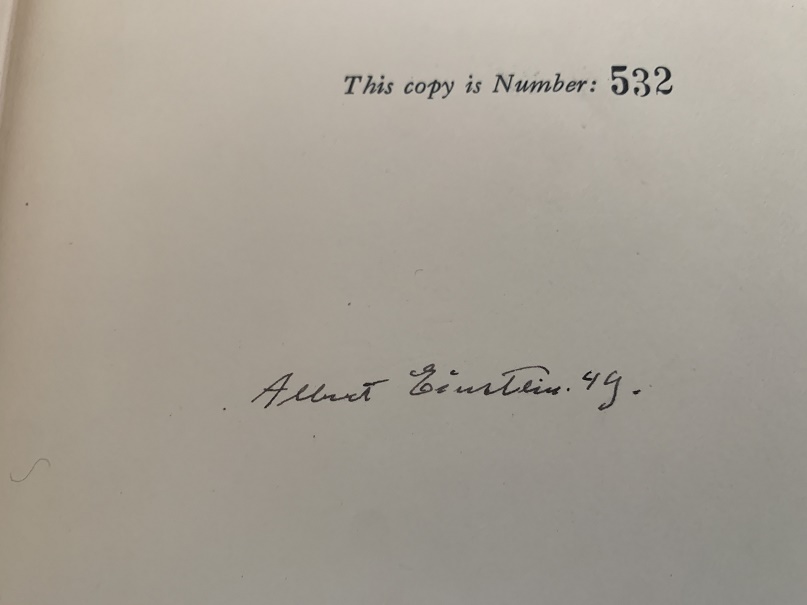 This copy is Number: 532
Albert Einstein. 49.